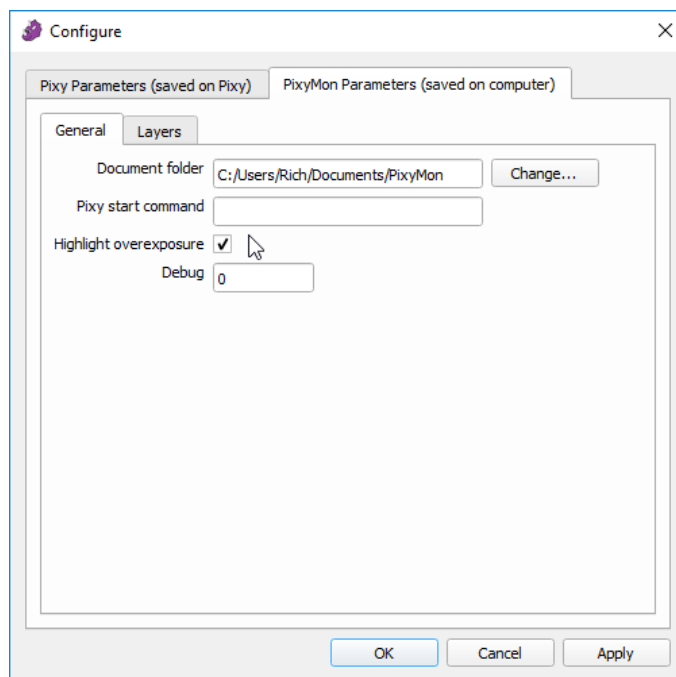 Configure
Pixy Parameters (saved on Pixy) PixyMon Parameters (saved on computer)
General Layers
Document folder C:/Users/Rich/Documents/PixyMon Change...
Pixy start command
Highlight overexposure
Debug 0
OK Cancel Apply